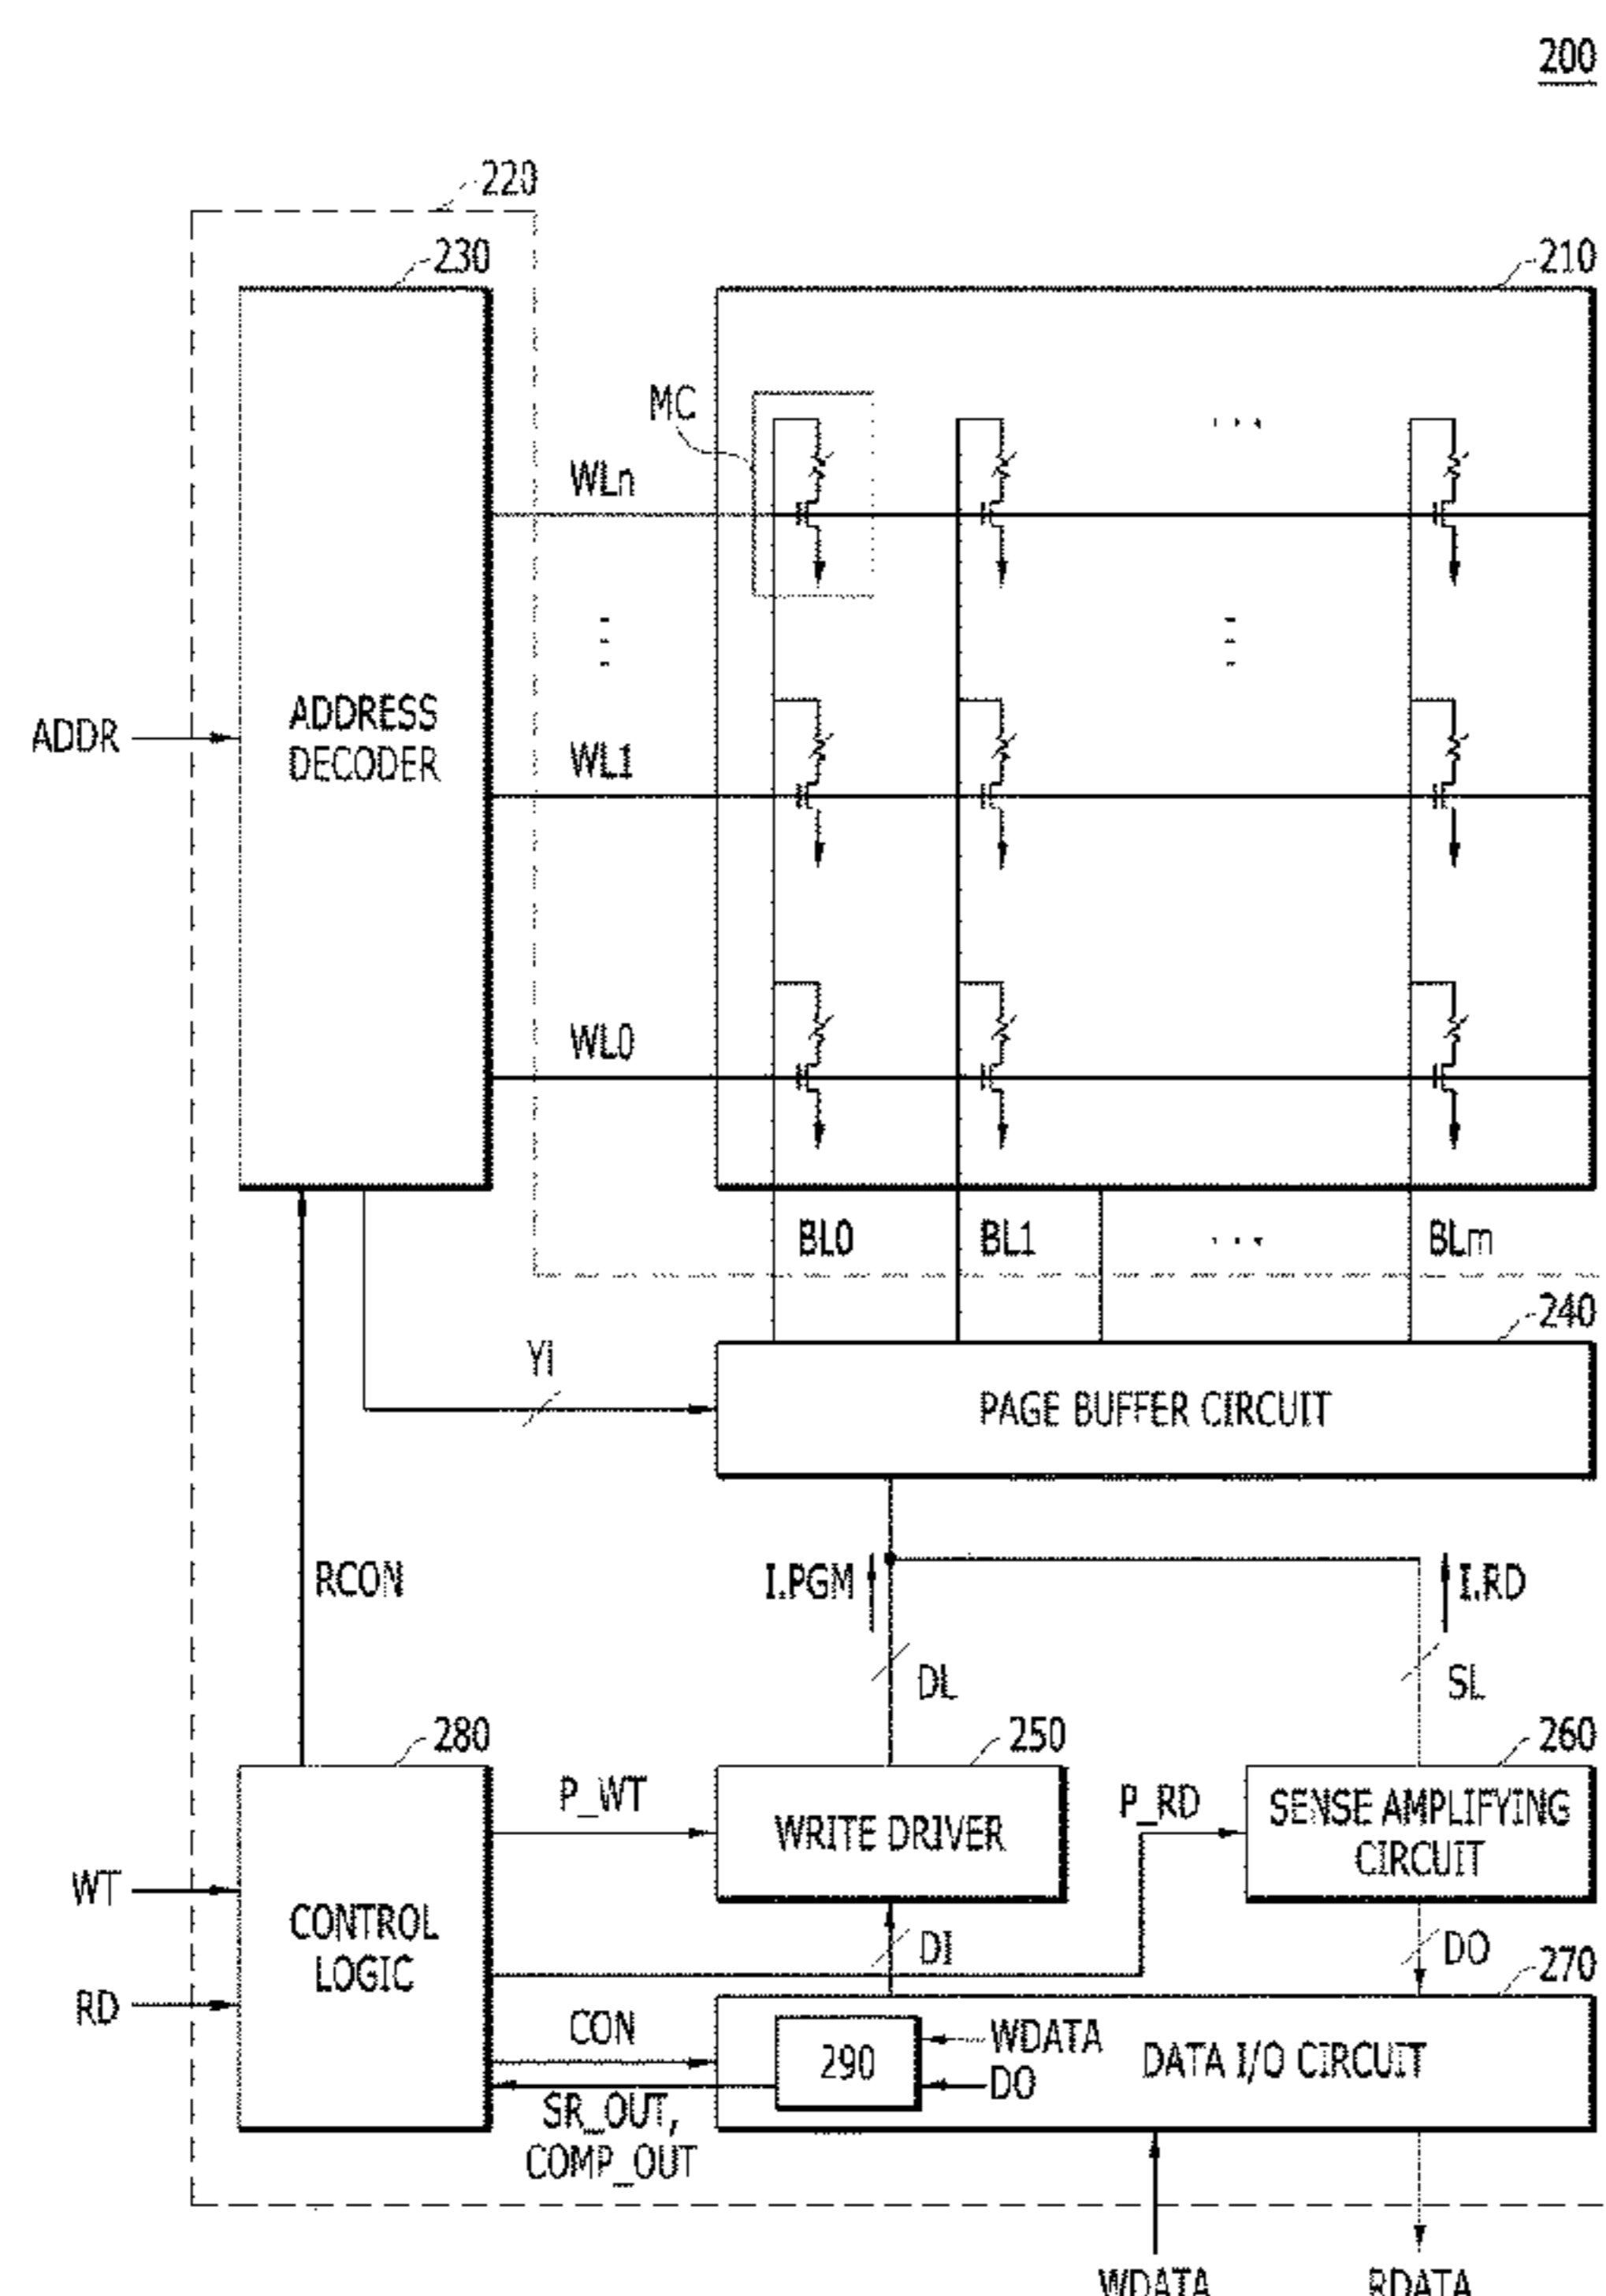 200
220
230
210
MC
WLn
ADDR
ADDRESS
DECODER
WL1
WL0
BL0
BL1
BLm
240
Yi
PAGE BUFFER CIRCUIT
RCON
I.PGM
I.RD
DL
SL
280
250
260
P_WT
P_RD
WRITE DRIVER
SENSE AMPLIFYING
CIRCUIT
WT
CONTROL
LOGIC
DI
DO
270
RD
CON
290
WDATA
DO
DATA I/O CIRCUIT
SR_OUT,
COMP_OUT
WDATA
RDATA